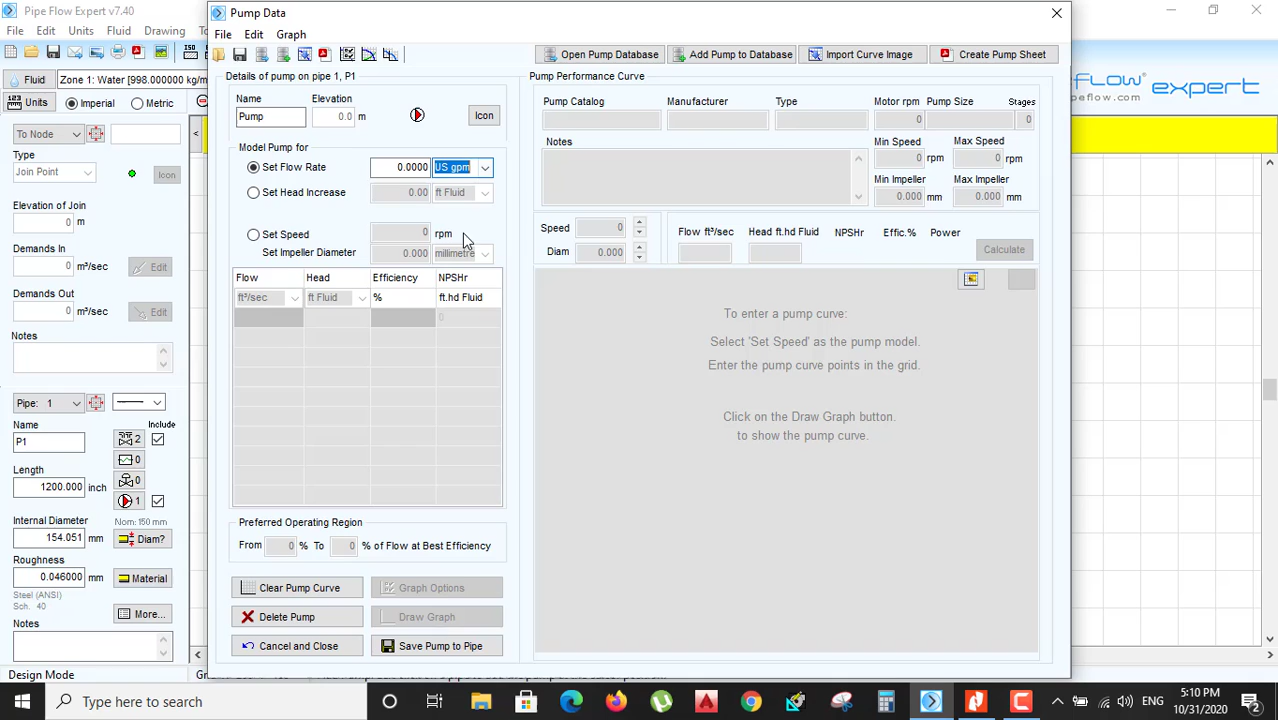 Pipe Flow Expert v7.40
Pump Data
File Edit Units Fluid Drawing
File Edit Graph
Open Pump Database
Add Pump to Database
Import Curve Image
Create Pump Sheet
Fluid
Zone 1: Water [998.000000 kg/m
Units
Imperial
Metric
expert
peflow.com
Details of pump on pipe 1, P1
Name
Elevation
Pump
0.0 m
Icon
Pump Performance Curve
Pump Catalog
Manufacturer
Type
Motor rpm
Pump Size
Stages
0
0
Notes
Min Speed
Max Speed
0 rpm
0 rpm
Min Impeller
Max Impeller
0.000 mm
0.000 mm
To Node
Type
Join Point
Icon
Elevation of Join
0 m
Demands In
0 m³/sec
Edit
Demands Out
0 m³/sec
Edit
Notes
Model Pump for
Set Flow Rate
0.0000
US gpm
Set Head Increase
0.00
ft Fluid
Set Speed
0 rpm
Set Impeller Diameter
0.000
millimetre
Speed
0
Diam
0.000
Flow ft³/sec
Head ft.hd Fluid
NPSHr
Effic.%
Power
Calculate
Flow
Head
Efficiency
NPSHr
ft³/sec
ft Fluid
%
ft.hd Fluid
0
To enter a pump curve:
Select 'Set Speed' as the pump model.
Enter the pump curve points in the grid.
Click on the Draw Graph button.
to show the pump curve.
Pipe: 1
Name
Include
P1
2
0
Length
0
1200.000 inch
1
Internal Diameter
Nom: 150 mm
154.051 mm
Diam?
Roughness
0.046000 mm
Material
Steel (ANSI)
Sch. 40
More...
Notes
Preferred Operating Region
From 0 % To 0 % of Flow at Best Efficiency
Clear Pump Curve
Graph Options
Delete Pump
Draw Graph
Cancel and Close
Save Pump to Pipe
Design Mode
Type here to search
ENG
5:10 PM
10/31/2020
2